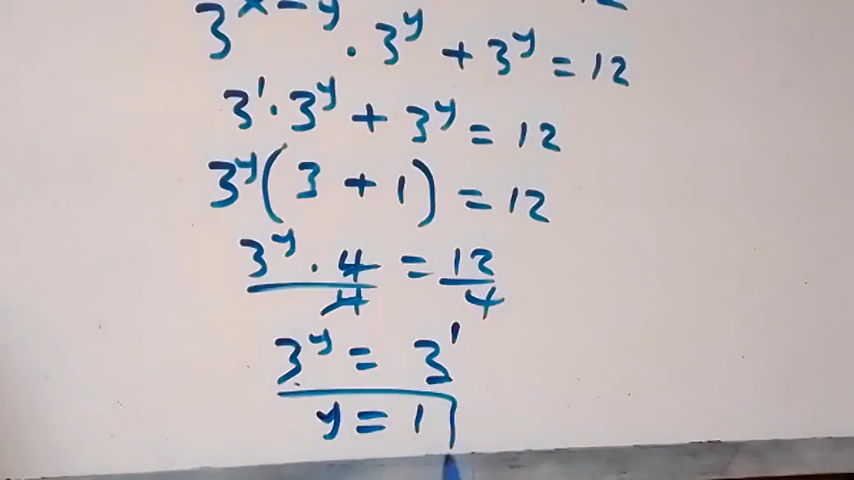 12
3^x-y · 3^y + 3^y = 12
3^1 · 3^y + 3^y = 12
3^y(3 + 1) = 12
3^y · 4 / 4 = 12 / 4
3^y = 3^1
y = 1